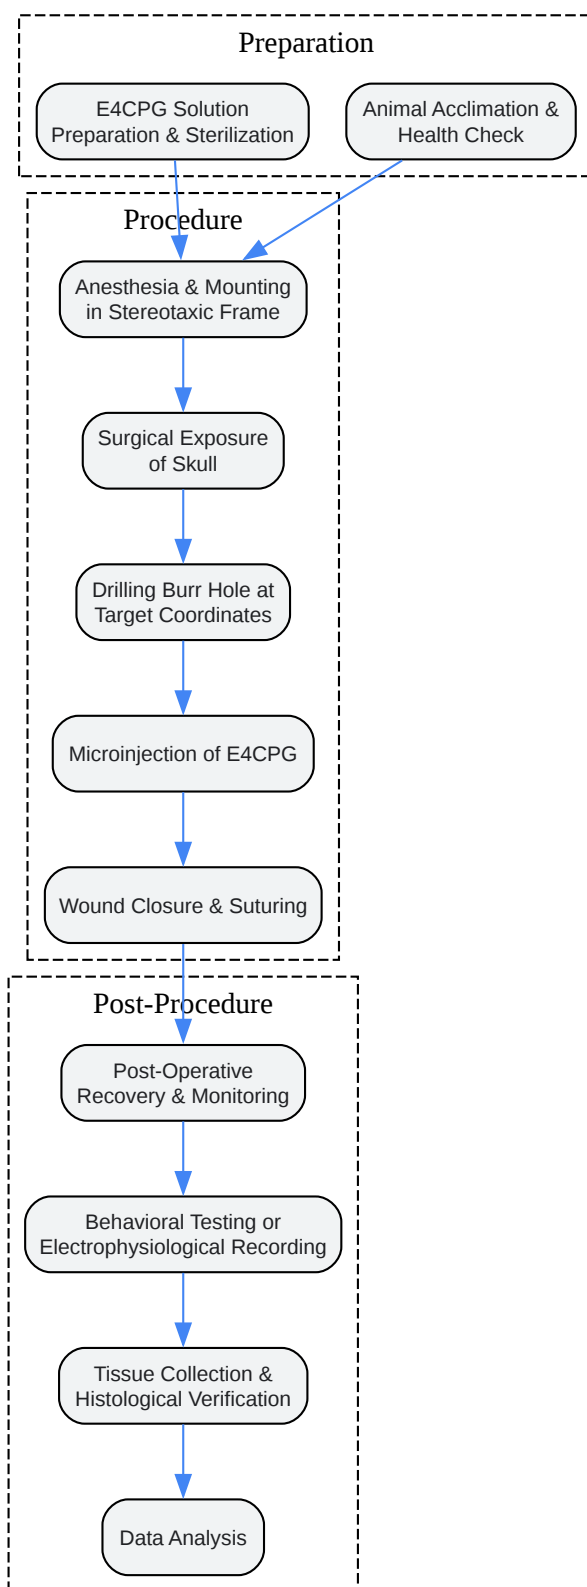 Preparation
E4CPG Solution
Preparation & Sterilization
Animal Acclimation &
Health Check
Procedure
Anesthesia & Mounting
in Stereotaxic Frame
Surgical Exposure
of Skull
Drilling Burr Hole at
Target Coordinates
Microinjection of E4CPG
Wound Closure & Suturing
Post-Procedure
Post-Operative
Recovery & Monitoring
Behavioral Testing or
Electrophysiological Recording
Tissue Collection &
Histological Verification
Data Analysis